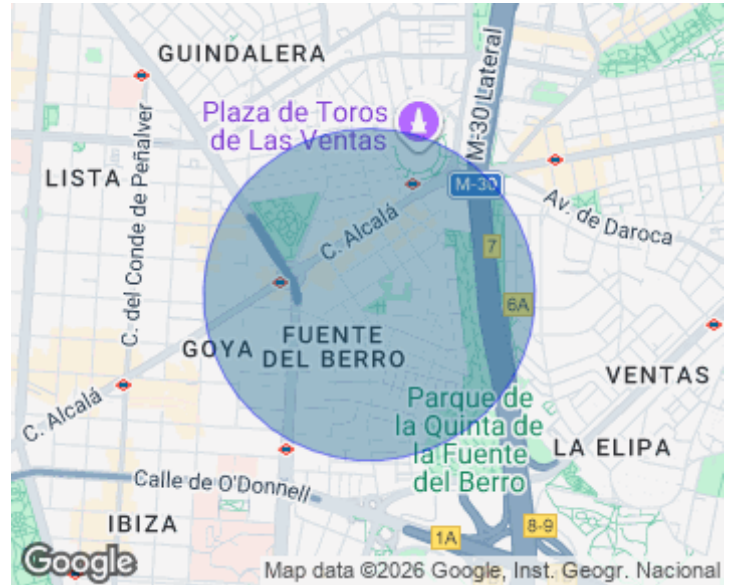 GUINDALERA
Plaza de Toros
de Las Ventas
M-30 Lateral
LISTA
C. del Conde de Peñalver
M-30
C. Alcalá
Av. de Daroca
7
6A
GOYA
FUENTE
DEL BERRO
VENTAS
C. Alcalá
Parque de
la Quinta de
la Fuente
del Berro
LA ELIPA
Calle de O'Donnell
IBIZA
1A
8-9
Google
Map data ©2026 Google, Inst. Geogr. Nacional